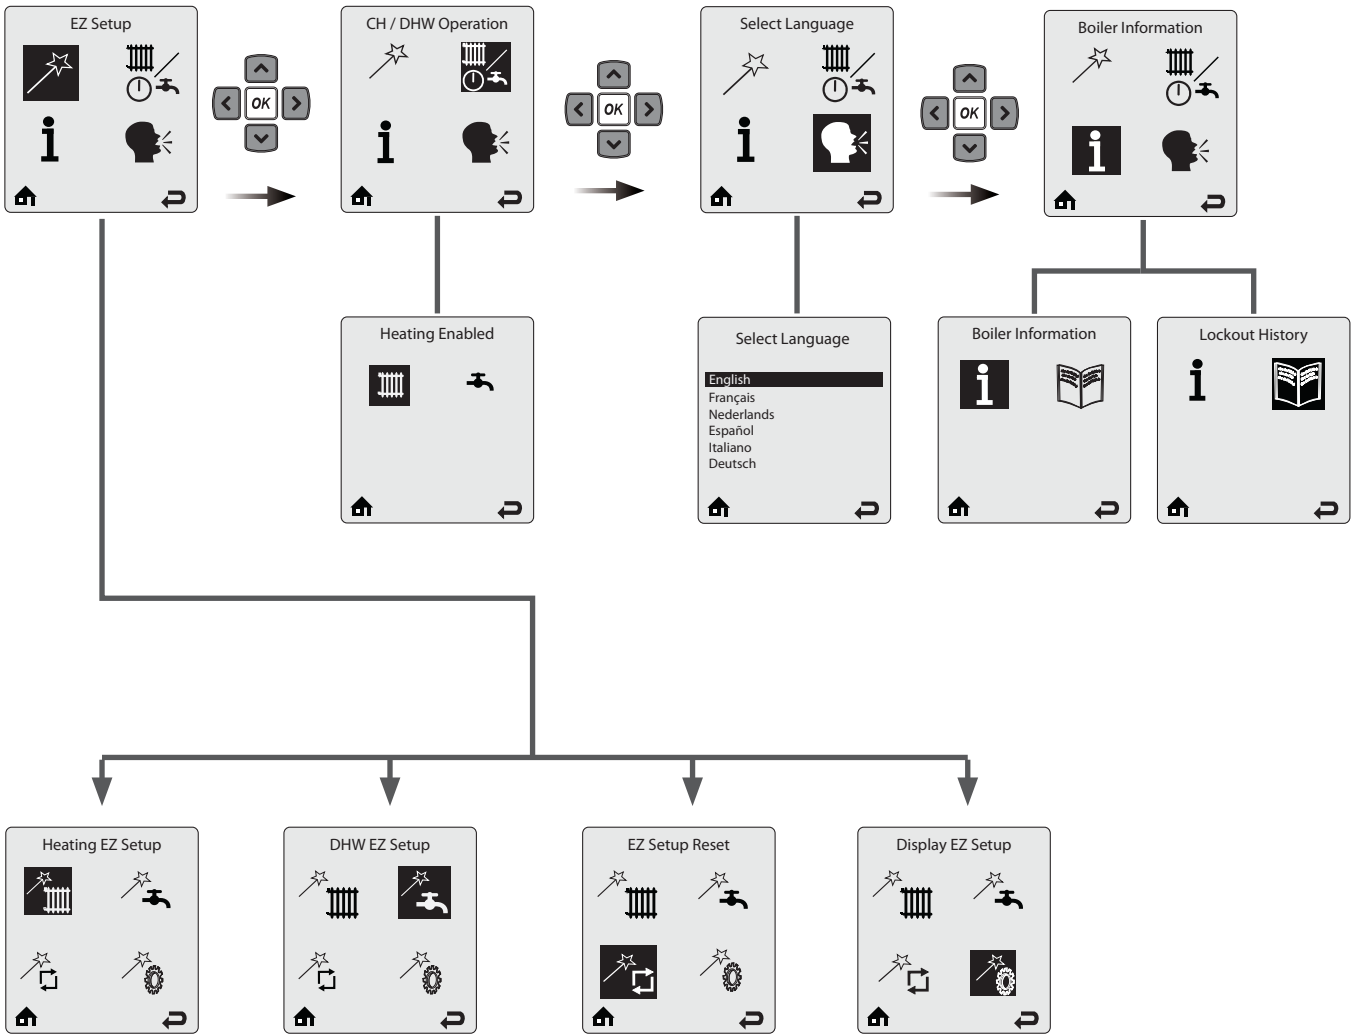 EZ Setup
CH / DHW Operation
Select Language
Boiler Information
OK
OK
OK
Heating Enabled
Select Language
English
Français
Nederlands
Español
Italiano
Deutsch
Boiler Information
Lockout History
Heating EZ Setup
DHW EZ Setup
EZ Setup Reset
Display EZ Setup